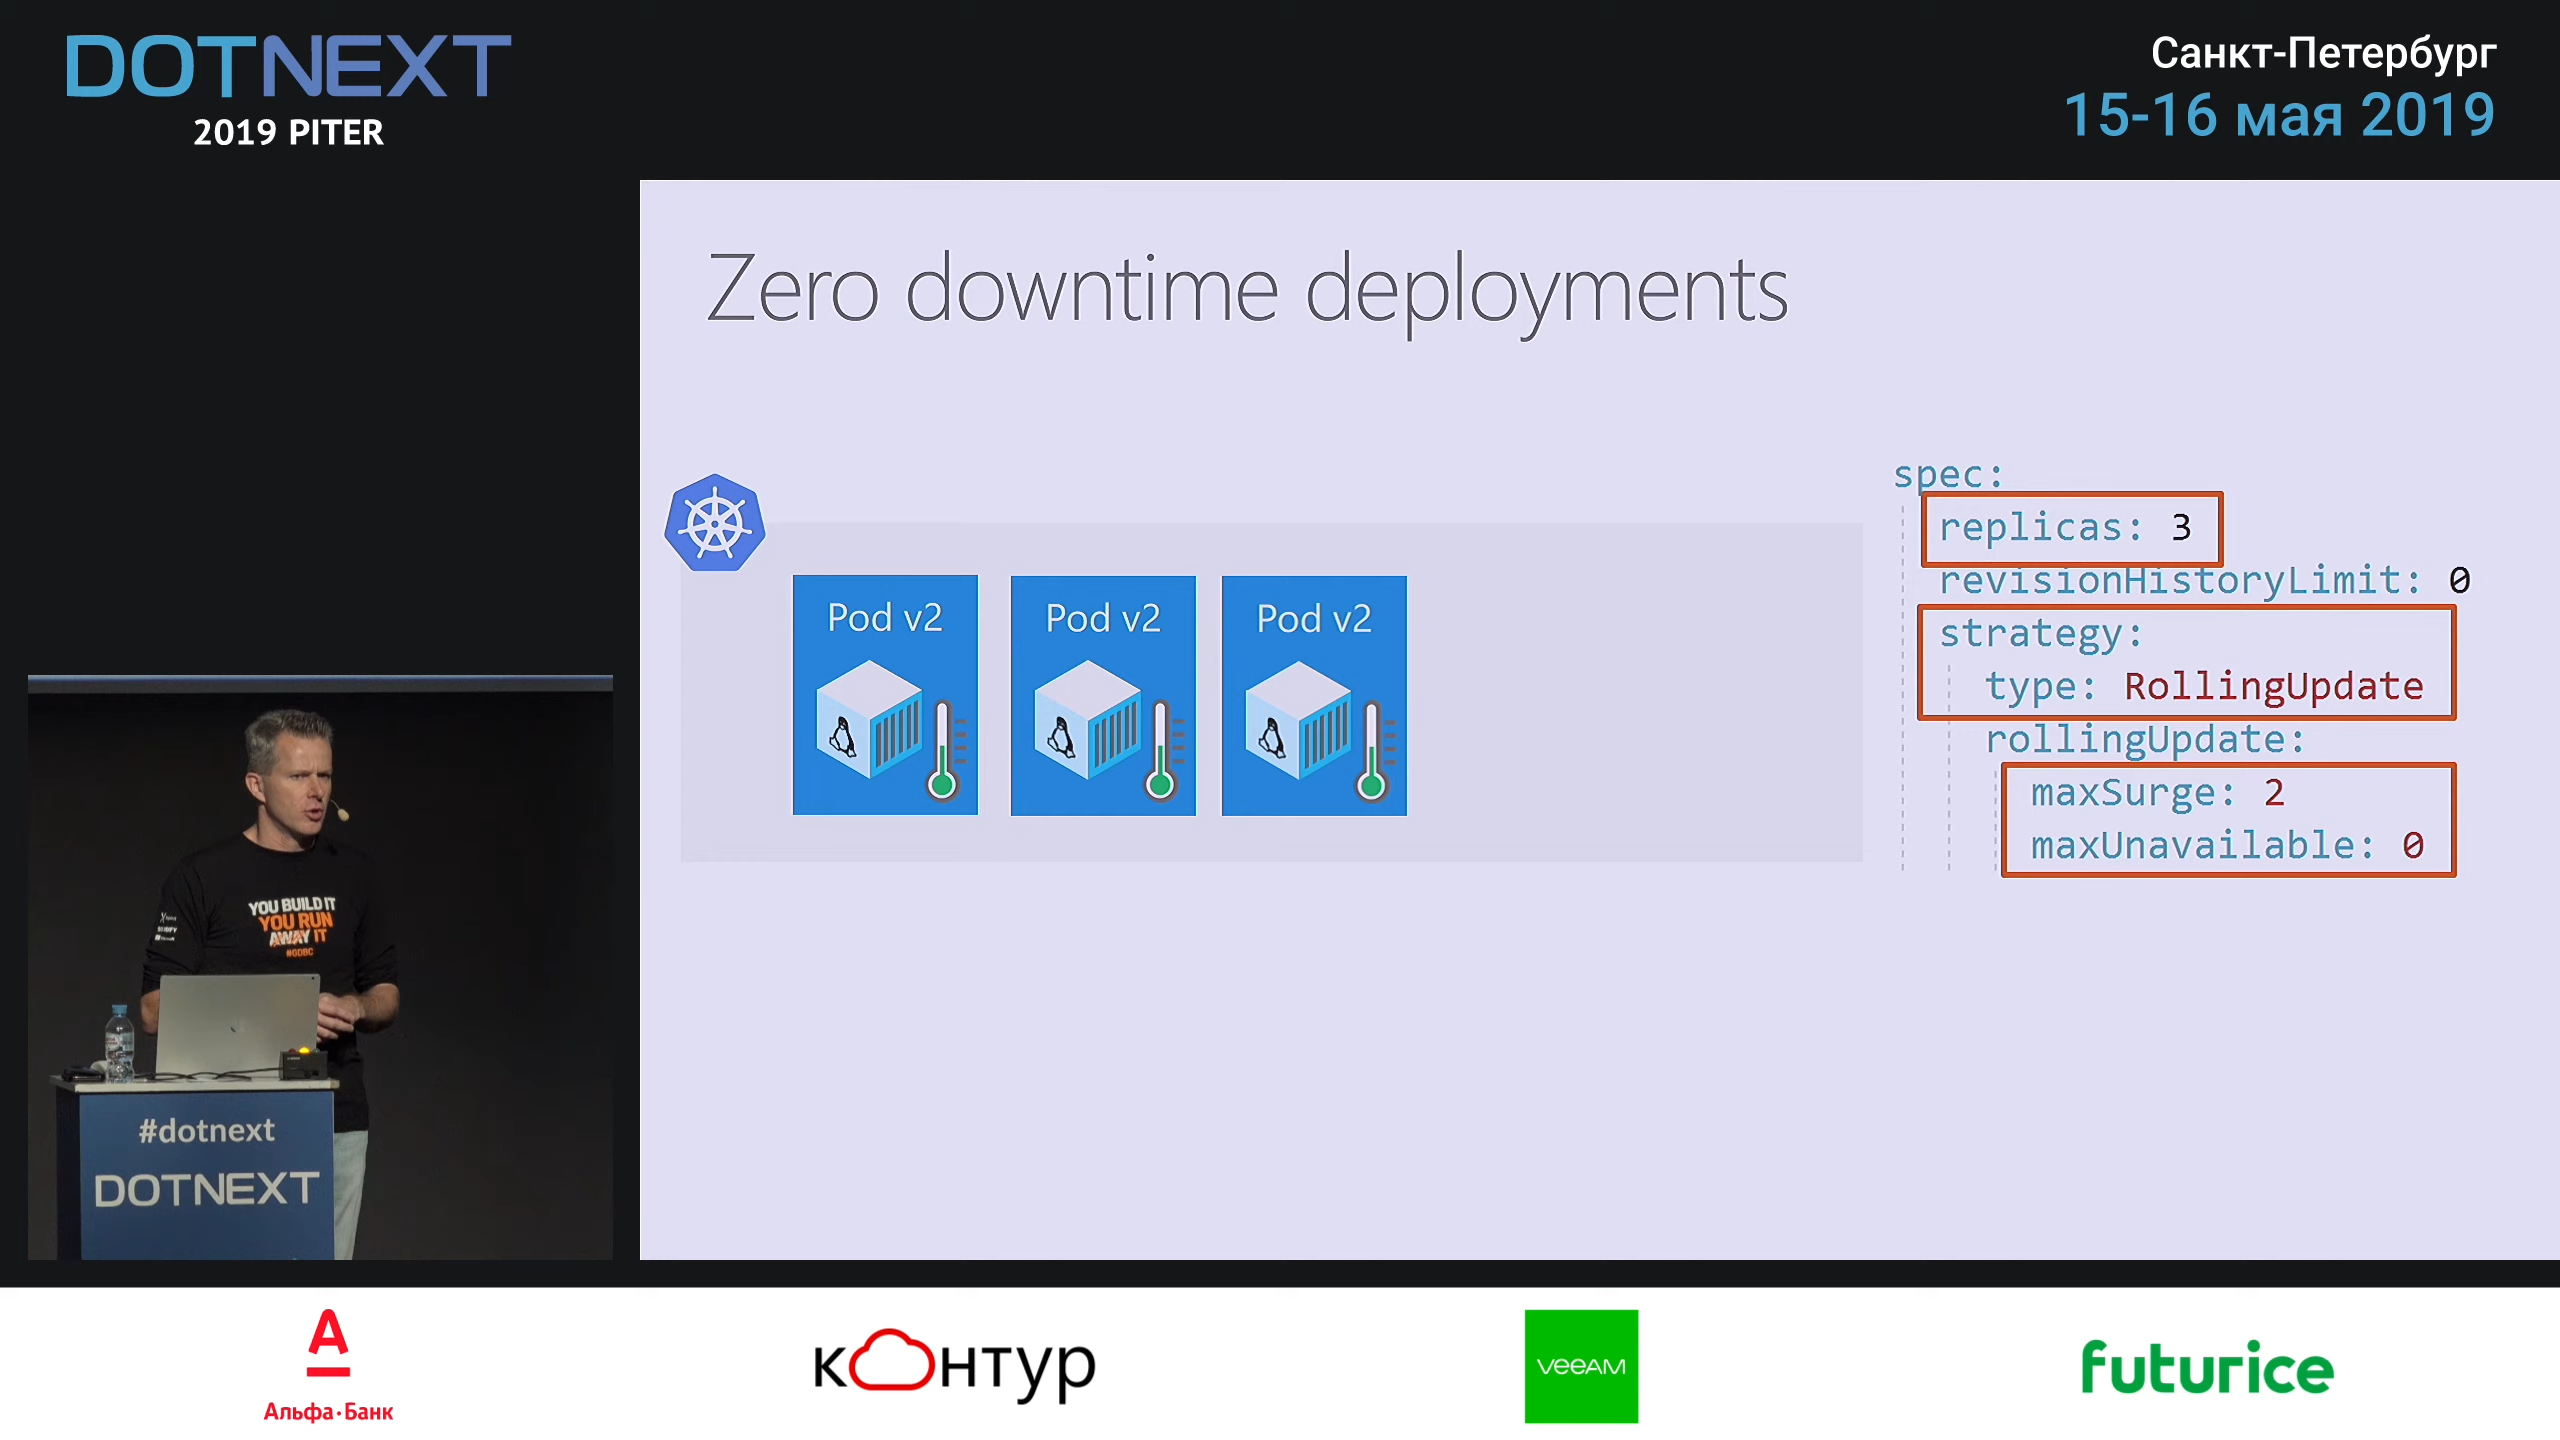 DOTNEXT
2019 PITER
Санкт-Петербург
15-16 мая 2019
Zero downtime deployments
Pod v2
Pod v2
Pod v2
spec:
replicas: 3
revisionHistoryLimit: 0
strategy:
type: RollingUpdate
rollingUpdate:
maxSurge: 2
maxUnavailable: 0
YOU BUILD IT
YOU RUN
AWAY IT
#GDBC
#dotnext
DOTNEXT
Альфа·Банк
контур
veeAM
futurice